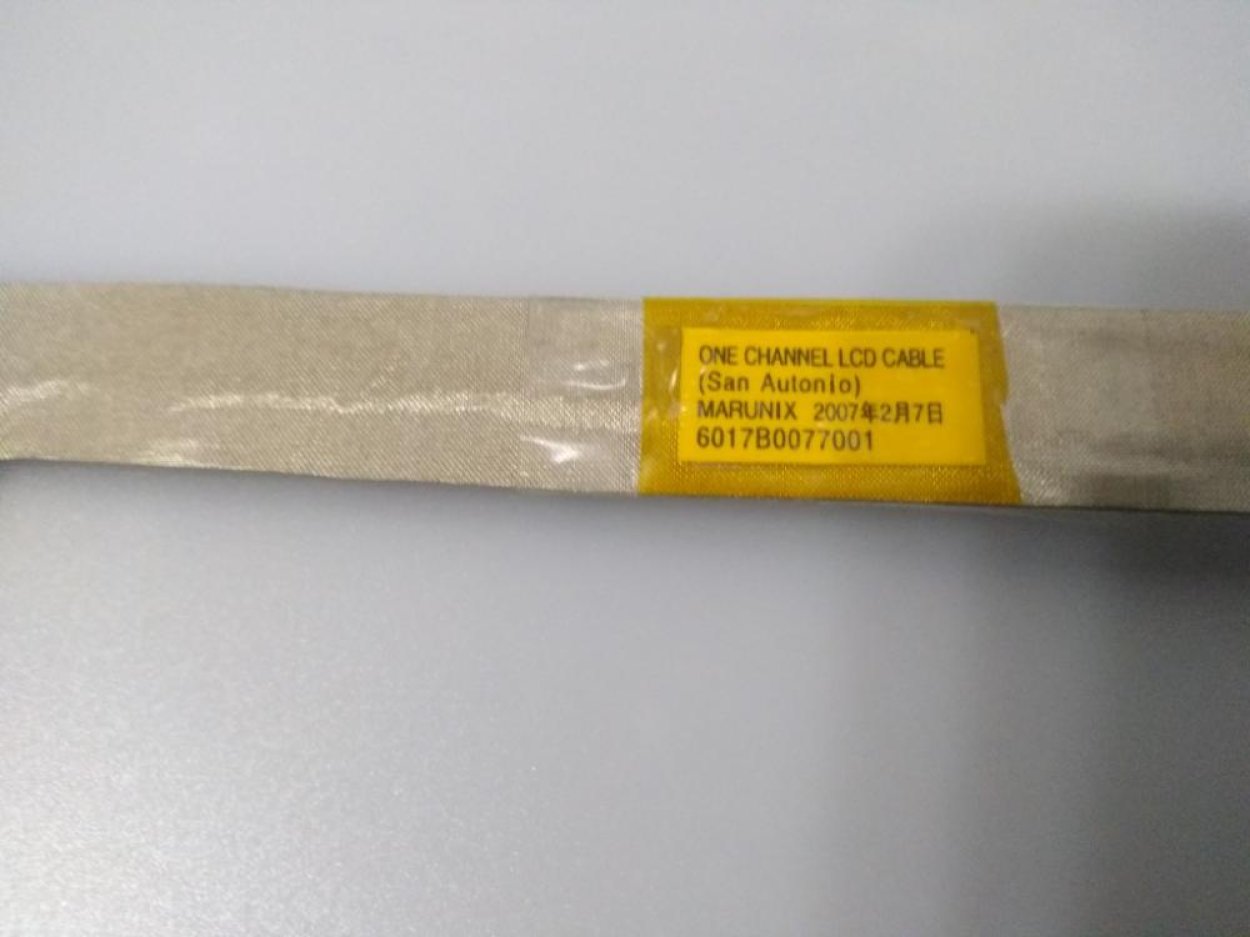 ONE CHANNEL LCD CABLE
(San Autonio)
MARUNIX 2007年2月7日
6017B0077001